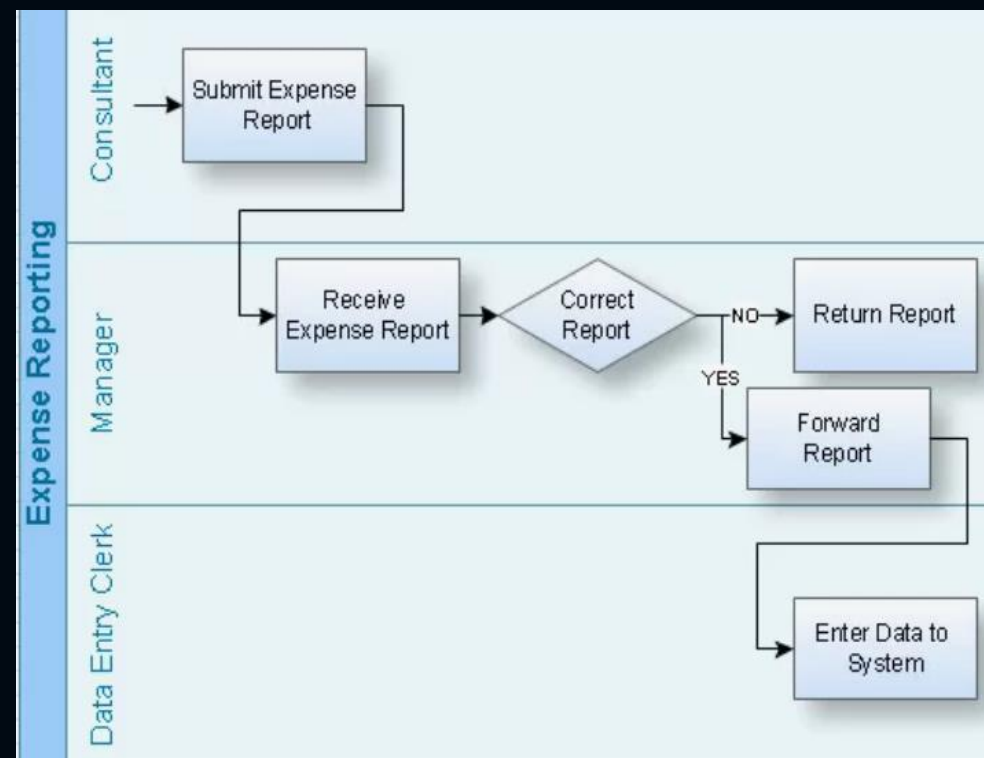 Expense Reporting
Consultant
Submit Expense
Report
Manager
Receive
Expense Report
Correct
Report
NO
Return Report
YES
Forward
Report
Data Entry Clerk
Enter Data to
System